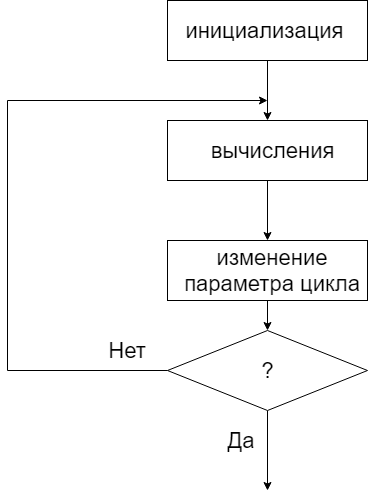 инициализация
вычисления
изменение
параметра цикла
Нет
?
Да